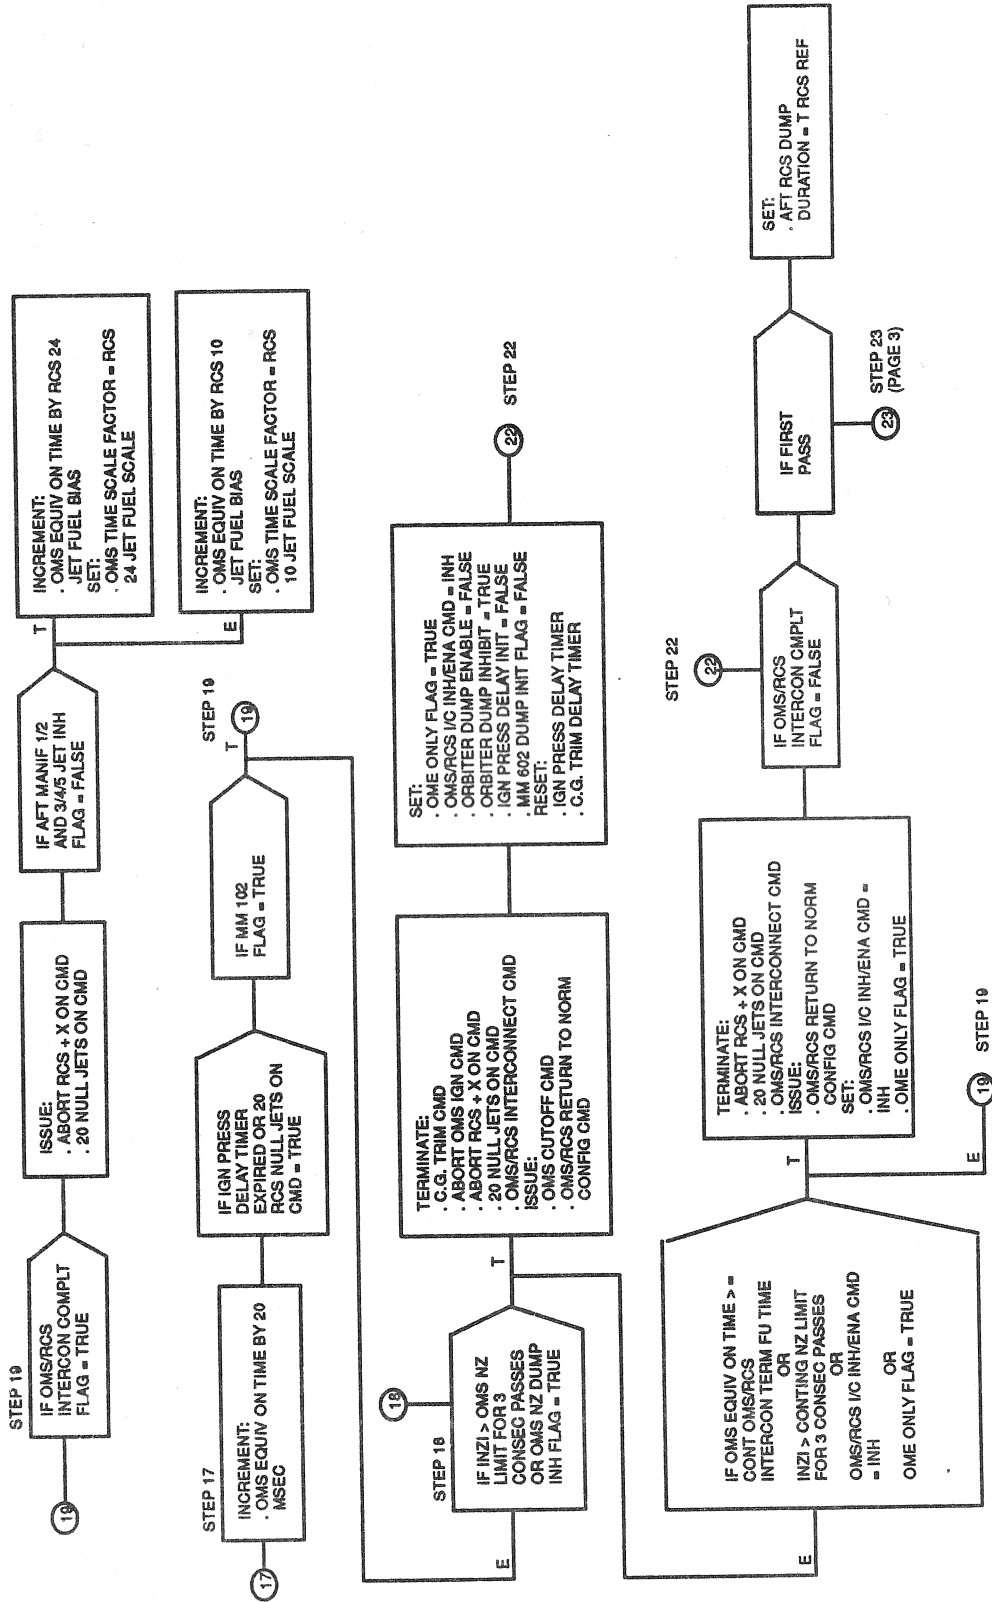 STEP 19
19
IF OMS/RCS
INTERCON COMPLT
FLAG = TRUE
ISSUE:
. ABORT RCS + X ON CMD
. 20 NULL JETS ON CMD
IF AFT MANIF 1/2
AND 3/4/5 JET INH
FLAG = FALSE
T
INCREMENT:
. OMS EQUIV ON TIME BY RCS 24
JET FUEL BIAS
SET:
. OMS TIME SCALE FACTOR = RCS
24 JET FUEL SCALE
E
INCREMENT:
. OMS EQUIV ON TIME BY RCS 10
JET FUEL BIAS
SET:
. OMS TIME SCALE FACTOR = RCS
10 JET FUEL SCALE
STEP 17
17
INCREMENT:
. OMS EQUIV ON TIME BY 20
MSEC
IF IGN PRESS
DELAY TIMER
EXPIRED OR 20
RCS NULL JETS ON
CMD = TRUE
IF MM 102
FLAG = TRUE
T
STEP 19
19
E
18
STEP 18
IF INZI > OMS NZ
LIMIT FOR 3
CONSEC PASSES
OR OMS NZ DUMP
INH FLAG = TRUE
T
TERMINATE:
. C.G. TRIM CMD
. ABORT OMS IGN CMD
. ABORT RCS + X ON CMD
. 20 NULL JETS ON CMD
. OMS/RCS INTERCONNECT CMD
ISSUE:
. OMS CUTOFF CMD
. OMS/RCS RETURN TO NORM
CONFIG CMD
SET:
. OME ONLY FLAG = TRUE
. OMS/RCS I/C INH/ENA CMD = INH
. ORBITER DUMP ENABLE = FALSE
. ORBITER DUMP INHIBIT = TRUE
. IGN PRESS DELAY INIT = FALSE
. MM 602 DUMP INIT FLAG = FALSE
RESET:
. IGN PRESS DELAY TIMER
. C.G. TRIM DELAY TIMER
22
STEP 22
E
IF OMS EQUIV ON TIME > =
CONT OMS/RCS
INTERCON TERM FU TIME
OR
INZI > CONTING NZ LIMIT
FOR 3 CONSEC PASSES
OR
OMS/RCS I/C INH/ENA CMD
= INH
OR
OME ONLY FLAG = TRUE
T
E
19
STEP 19
TERMINATE:
. ABORT RCS + X ON CMD
. 20 NULL JETS ON CMD
. OMS/RCS INTERCONNECT CMD
ISSUE:
. OMS/RCS RETURN TO NORM
CONFIG CMD
SET:
. OMS/RCS I/C INH/ENA CMD =
INH
. OME ONLY FLAG = TRUE
STEP 22
22
IF OMS/RCS
INTERCON CMPLT
FLAG = FALSE
IF FIRST
PASS
23
STEP 23
(PAGE 3)
SET:
. AFT RCS DUMP
DURATION = T RCS REF